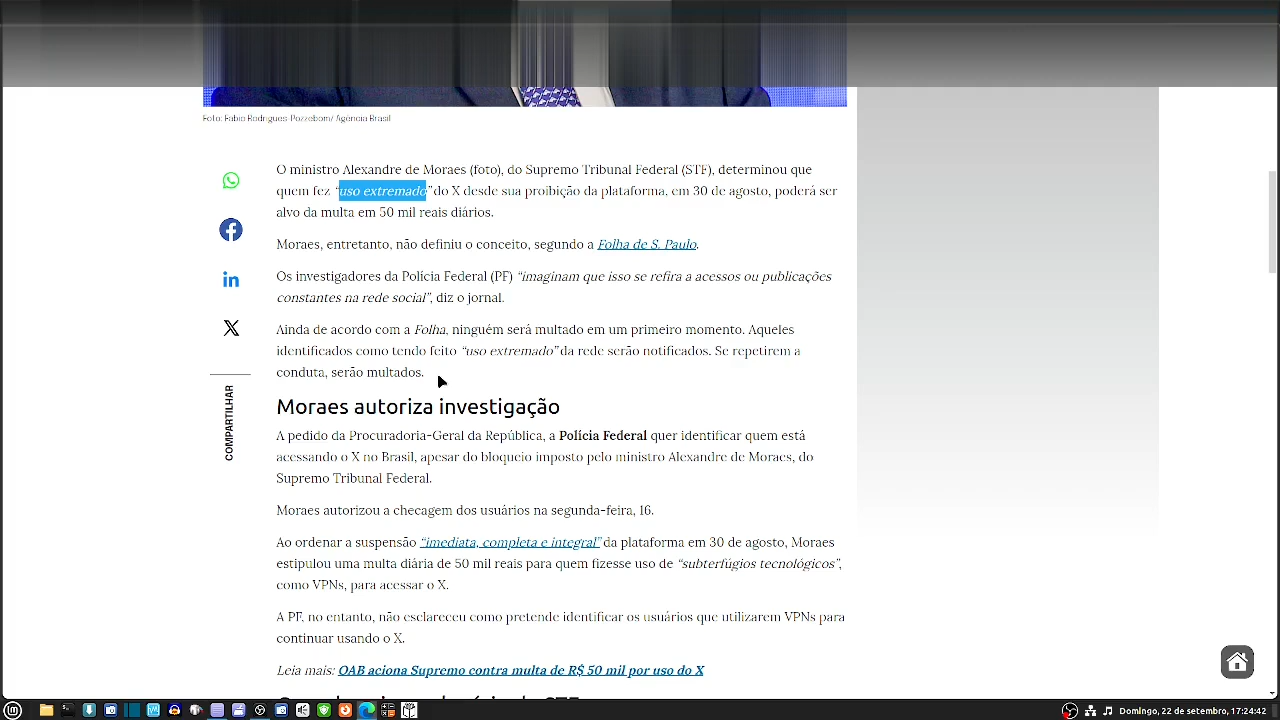 Foto: Fabio Rodrigues-Pozzebom/ Agência Brasil
O ministro Alexandre de Moraes (foto), do Supremo Tribunal Federal (STF), determinou que
quem fez “uso extremado” do X desde sua proibição da plataforma, em 30 de agosto, poderá ser
alvo da multa em 50 mil reais diários.
Moraes, entretanto, não definiu o conceito, segundo a Folha de S. Paulo.
Os investigadores da Polícia Federal (PF) “imaginam que isso se refira a acessos ou publicações
constantes na rede social”, diz o jornal.
Ainda de acordo com a Folha, ninguém será multado em um primeiro momento. Aqueles
identificados como tendo feito “uso extremado” da rede serão notificados. Se repetirem a
conduta, serão multados.
COMPARTILHAR
Moraes autoriza investigação
A pedido da Procuradoria-Geral da República, a Polícia Federal quer identificar quem está
acessando o X no Brasil, apesar do bloqueio imposto pelo ministro Alexandre de Moraes, do
Supremo Tribunal Federal.
Moraes autorizou a checagem dos usuários na segunda-feira, 16.
Ao ordenar a suspensão “imediata, completa e integral” da plataforma em 30 de agosto, Moraes
estipulou uma multa diária de 50 mil reais para quem fizesse uso de “subterfúgios tecnológicos”,
como VPNs, para acessar o X.
A PF, no entanto, não esclareceu como pretende identificar os usuários que utilizarem VPNs para
continuar usando o X.
Leia mais: OAB aciona Supremo contra multa de R$ 50 mil por uso do X
Domingo, 22 de setembro, 17:24:42